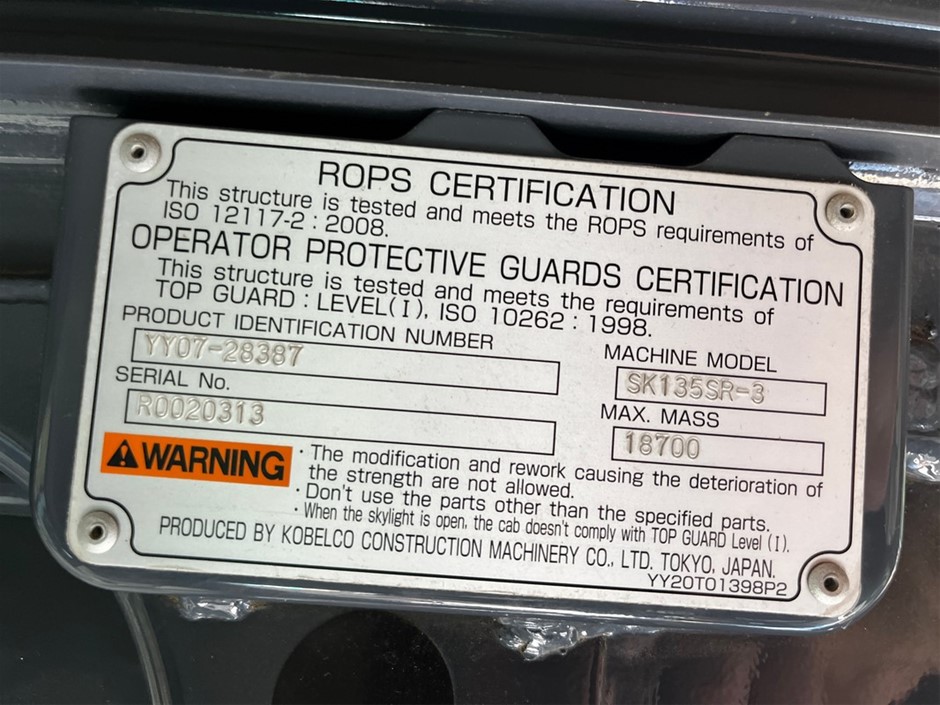 ROPS CERTIFICATION
This structure is tested and meets the ROPS requirements of
ISO 12117-2 : 2008.
OPERATOR PROTECTIVE GUARDS CERTIFICATION
This structure is tested and meets the requirements of
TOP GUARD : LEVEL(I), ISO 10262 : 1998.
PRODUCT IDENTIFICATION NUMBER
YY07-28387
MACHINE MODEL
SK135SR-3
SERIAL No.
R0020313
MAX. MASS
18700
WARNING
· The modification and rework causing the deterioration of
the strength are not allowed.
· Don't use the parts other than the specified parts.
· When the skylight is open, the cab doesn't comply with TOP GUARD Level (I).
PRODUCED BY KOBELCO CONSTRUCTION MACHINERY CO., LTD. TOKYO, JAPAN.
YY20T01398P2